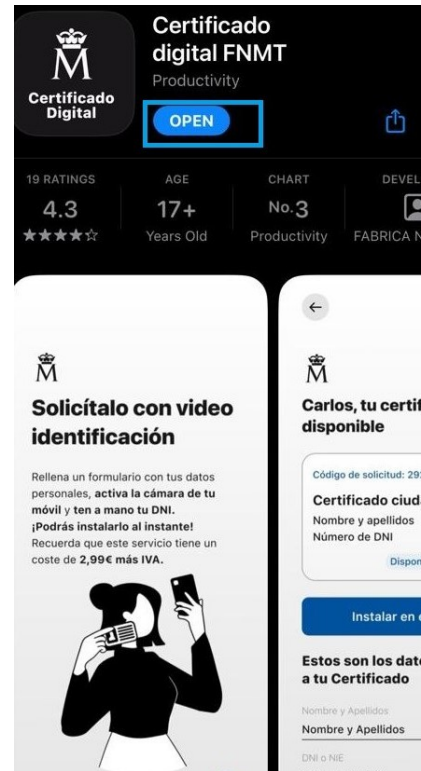 M
Certificado
Digital
Certificado
digital FNMT
Productivity
OPEN
19 RATINGS
4.3
AGE
17+
Years Old
CHART
No.3
Productivity
DEVEL
FABRICA N
M
Solicítalo con video
identificación
Rellena un formulario con tus datos
personales, activa la cámara de tu
móvil y ten a mano tu DNI.
¡Podrás instalarlo al instante!
Recuerda que este servicio tiene un
coste de 2,99€ más IVA.
M
Carlos, tu certif
disponible
Código de solicitud: 29
Certificado ciud
Nombre y apellidos
Número de DNI
Dispon
Instalar en
Estos son los dat
a tu Certificado
Nombre y Apellidos
Nombre y Apellidos
DNI o NIE